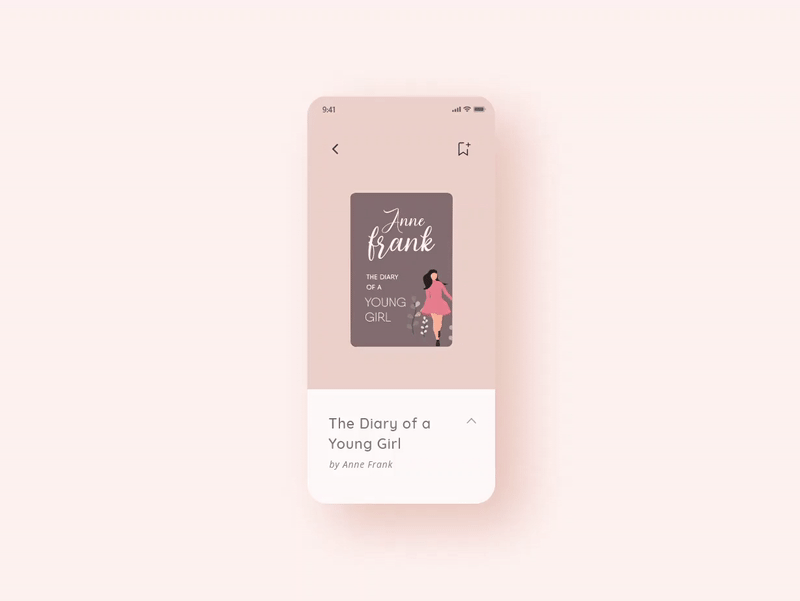 9:41
Anne
frank
THE DIARY
OF A
YOUNG
GIRL
The Diary of a
Young Girl
by Anne Frank